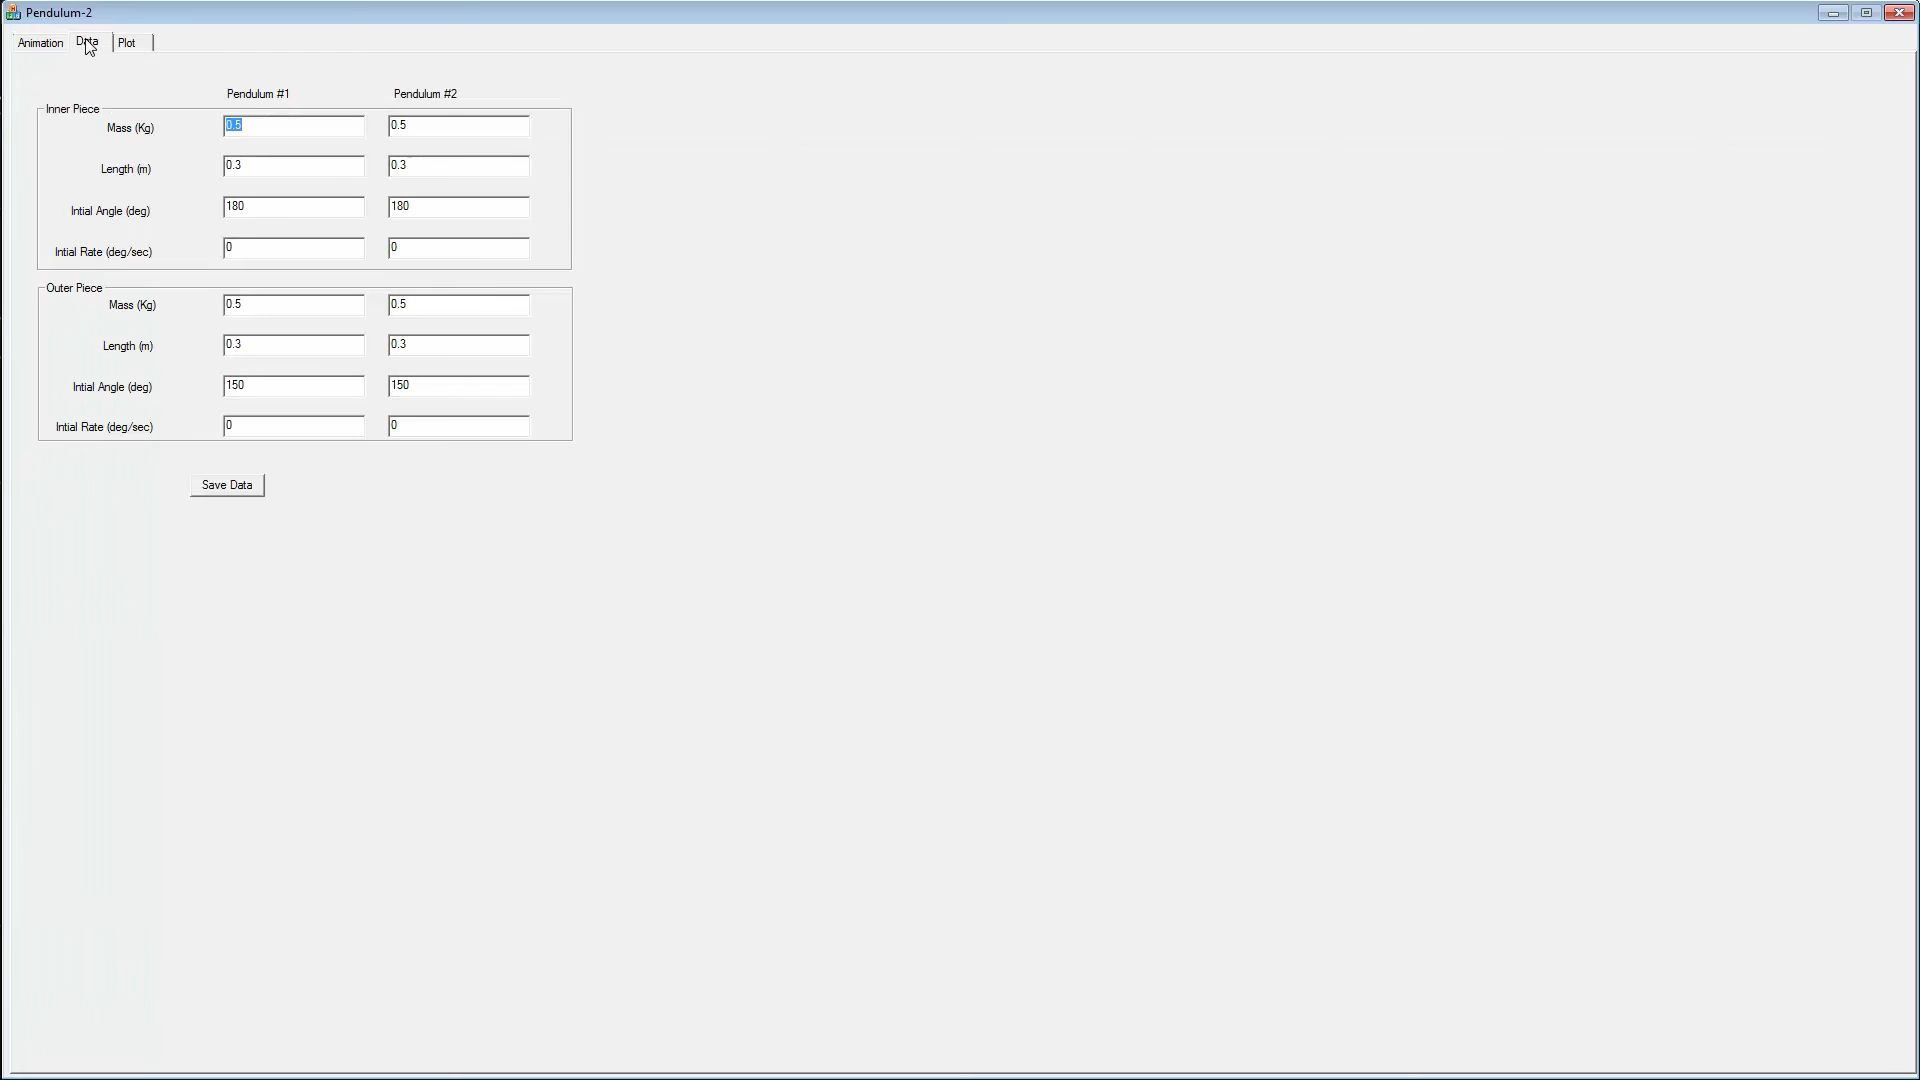 Pendulum-2
Animation Data Plot
Pendulum #1 Pendulum #2
Inner Piece
Mass (Kg) 0.5 0.5
Length (m) 0.3 0.3
Intial Angle (deg) 180 180
Intial Rate (deg/sec) 0 0
Outer Piece
Mass (Kg) 0.5 0.5
Length (m) 0.3 0.3
Intial Angle (deg) 150 150
Intial Rate (deg/sec) 0 0
Save Data